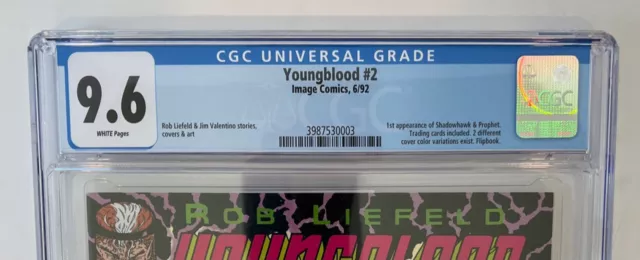 CGC UNIVERSAL GRADE
9.6
WHITE Pages
Youngblood #2
Image Comics, 6/92
Rob Liefeld & Jim Valentino stories,
covers & art
3987530003
1st appearance of Shadowhawk & Prophet.
Trading cards included. 2 different
cover color variations exist. Flipbook.
CGC
ROB LIEFELD
YOUNGBLOOD